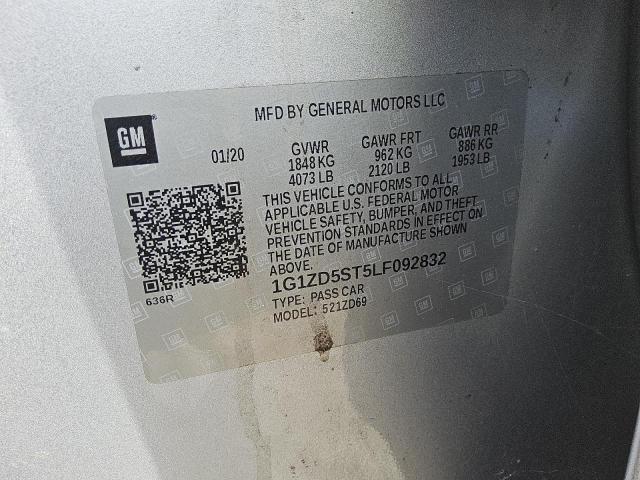 GM
MFD BY GENERAL MOTORS LLC
01/20
GVWR GAWR FRT GAWR RR
1848 KG 962 KG 886 KG
4073 LB 2120 LB 1953 LB
THIS VEHICLE CONFORMS TO ALL
APPLICABLE U.S. FEDERAL MOTOR
VEHICLE SAFETY, BUMPER, AND THEFT
PREVENTION STANDARDS IN EFFECT ON
THE DATE OF MANUFACTURE SHOWN
ABOVE.
636R
1G1ZD5ST5LF092832
TYPE: PASS CAR
MODEL: 521ZD69